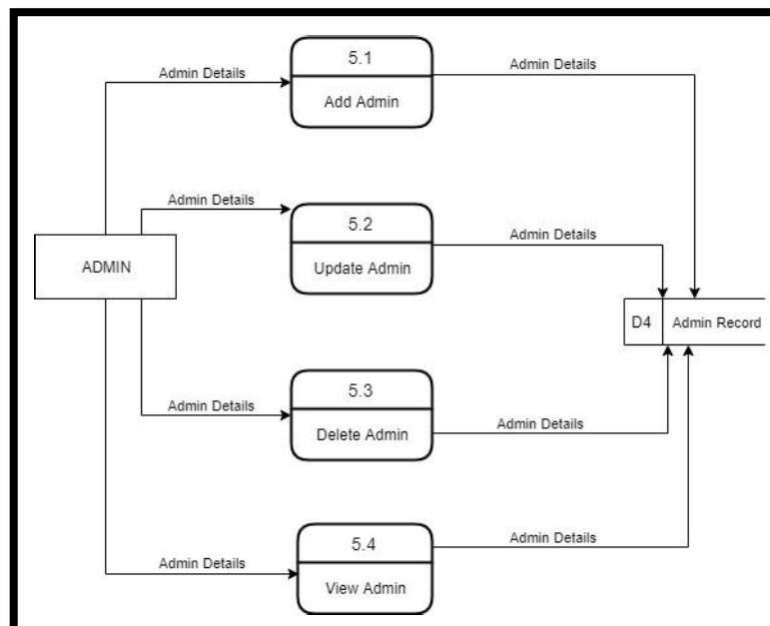 5.1
Admin Details
Admin Details
Add Admin
Admin Details
5.2
Admin Details
ADMIN
Update Admin
D4
Admin Record
5.3
Admin Details
Admin Details
Delete Admin
5.4
Admin Details
Admin Details
View Admin